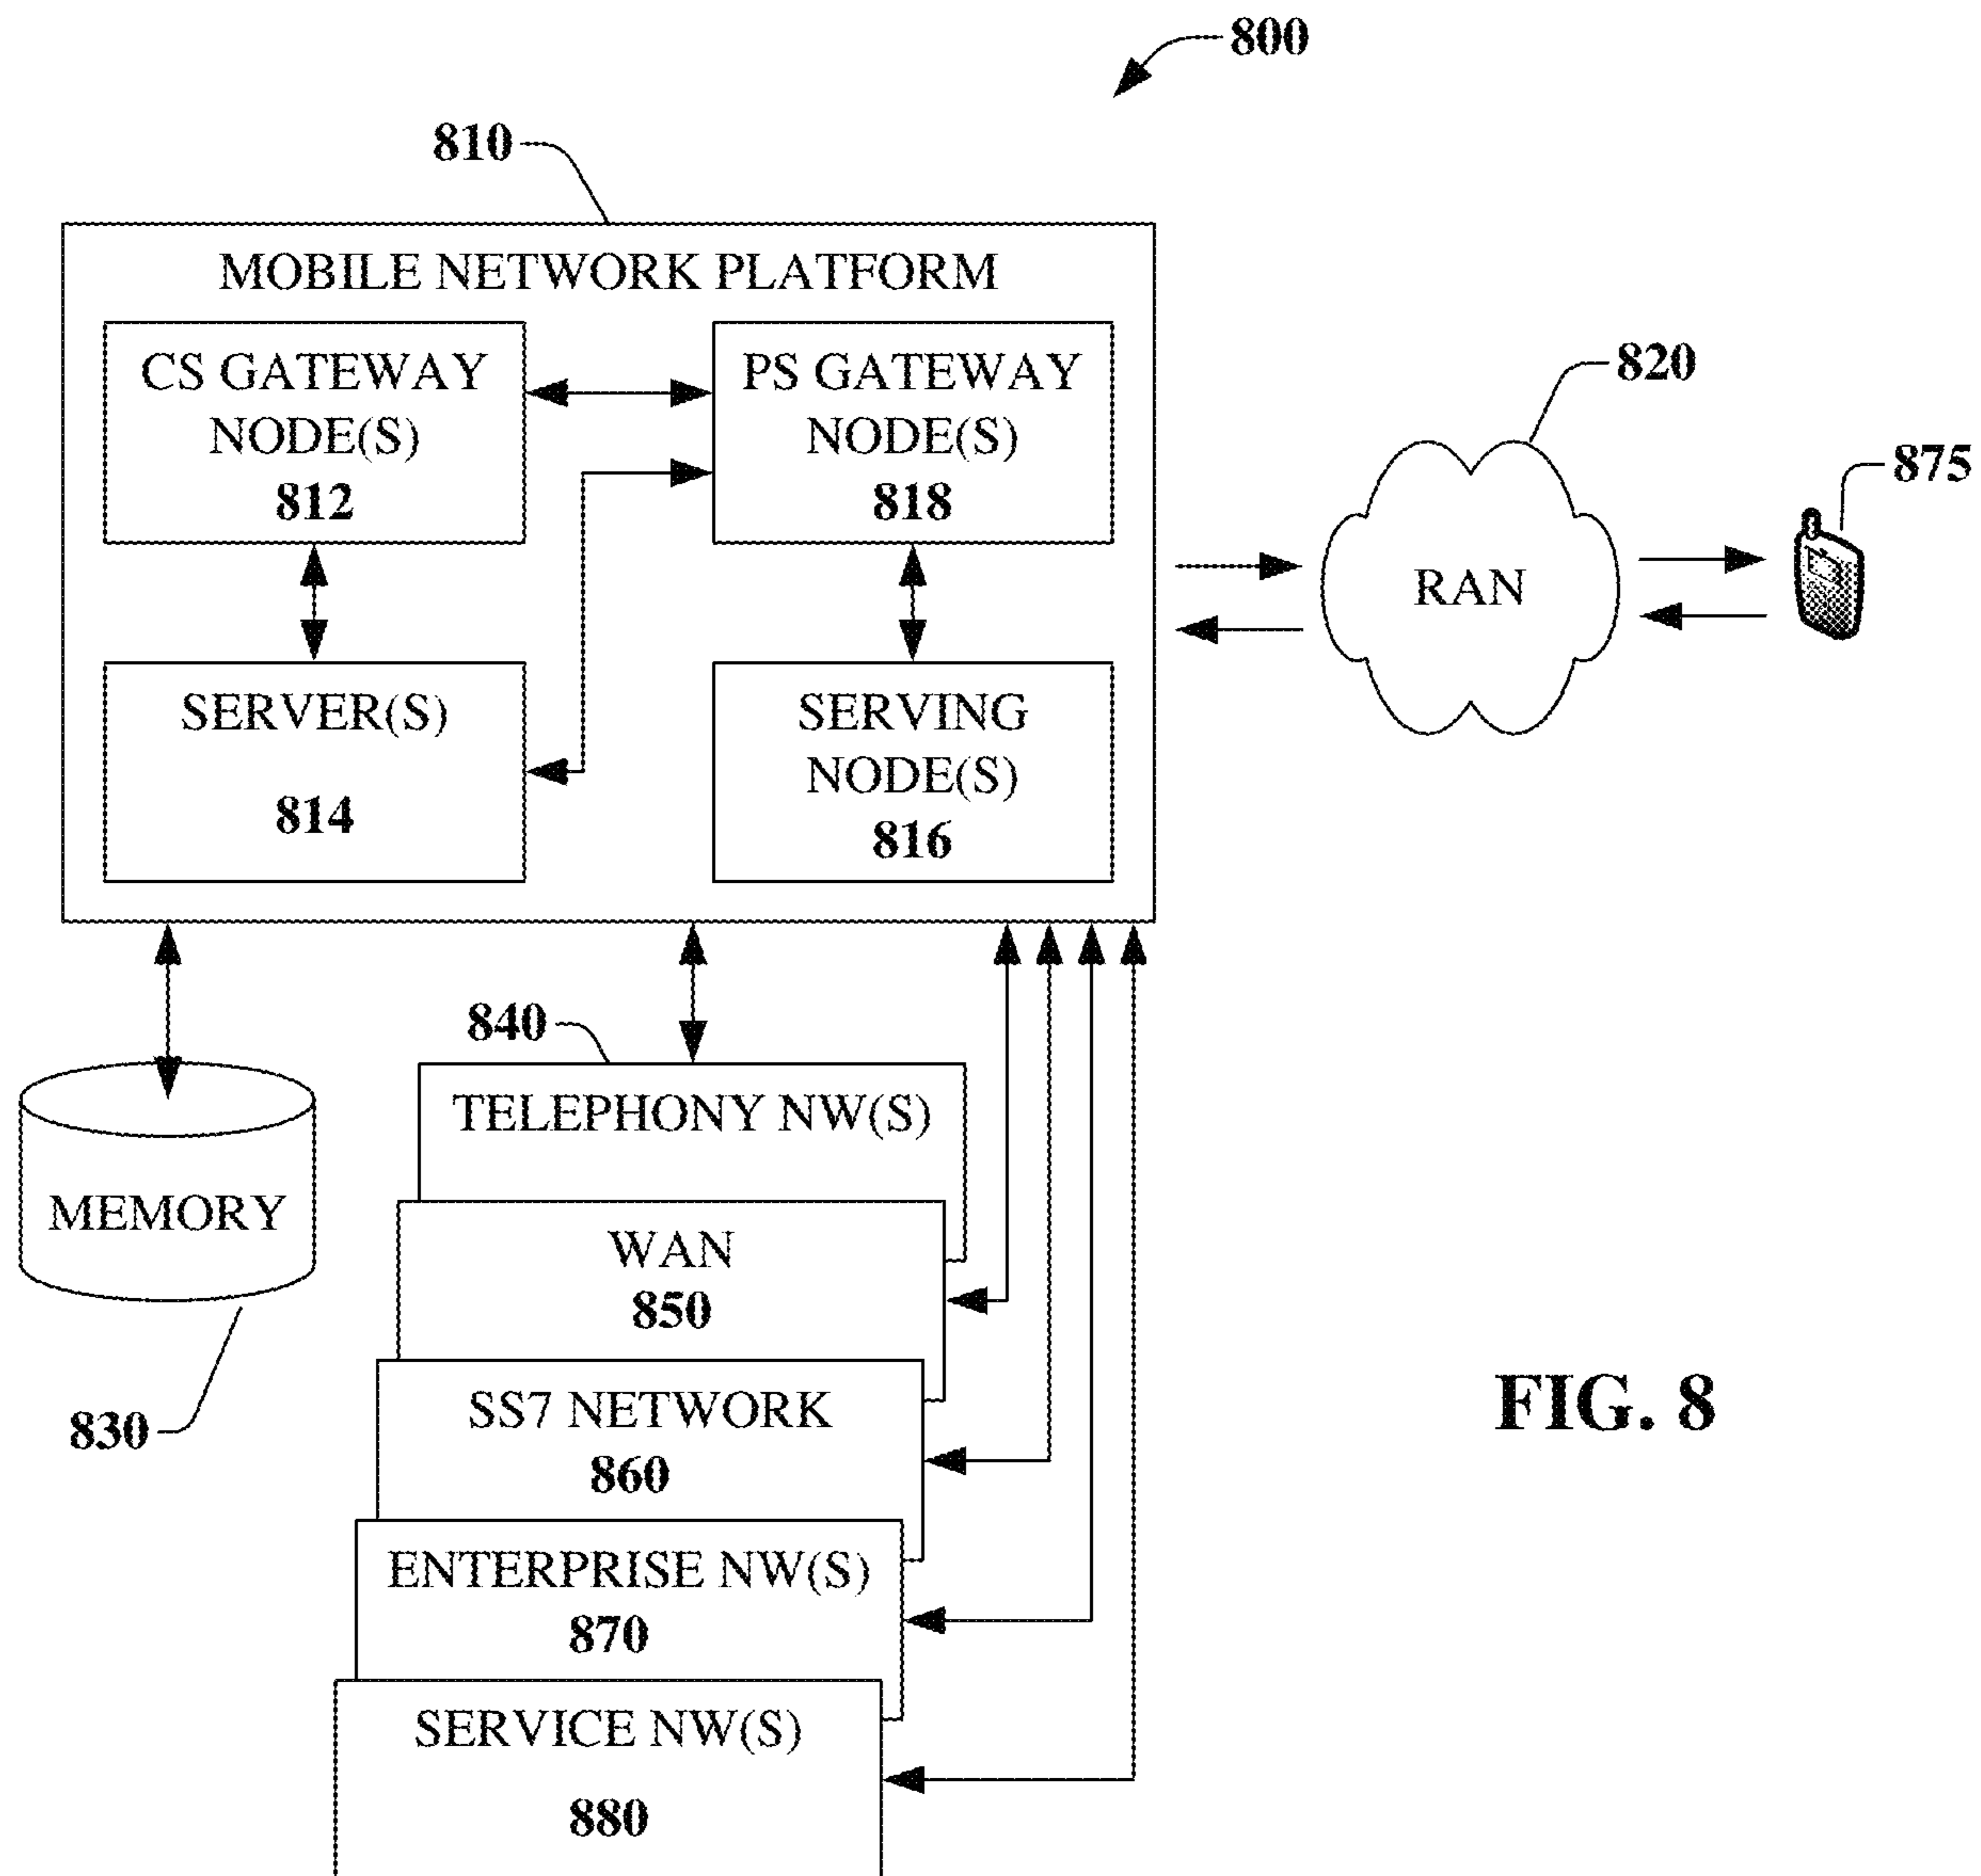 800
810
MOBILE NETWORK PLATFORM
CS GATEWAY
NODE(S)
812
PS GATEWAY
NODE(S)
818
SERVER(S)
814
SERVING
NODE(S)
816
820
RAN
875
840
TELEPHONY NW(S)
MEMORY
830
WAN
850
SS7 NETWORK
860
ENTERPRISE NW(S)
870
SERVICE NW(S)
880
FIG. 8